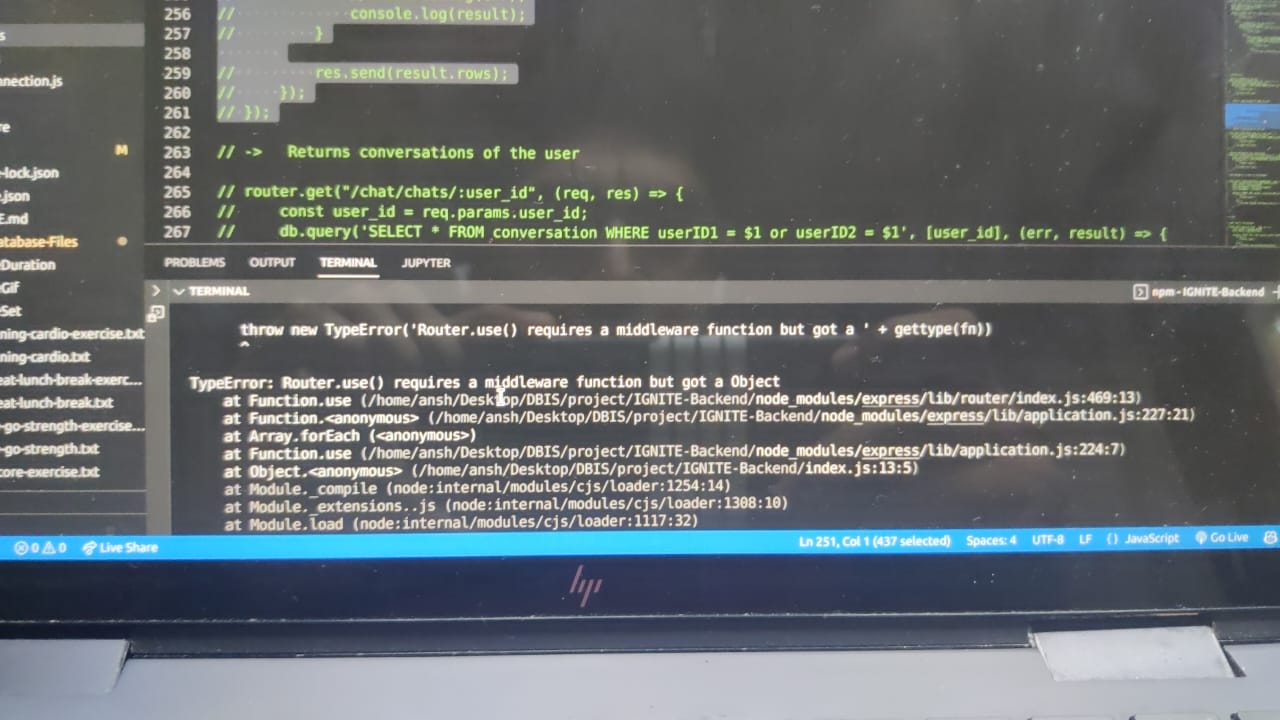 256 // console.log(result);
257 // }
258
259 // res.send(result.rows);
260 // });
261 // });
262
263 // -> Returns conversations of the user
264
265 // router.get("/chat/chats/:user_id", (req, res) => {
266 // const user_id = req.params.user_id;
267 // db.query('SELECT * FROM conversation WHERE userID1 = $1 or userID2 = $1', [user_id], (err, result) => {
s
nnection.js
re
M
-lock.json
.json
E.md
atabase-Files
Duration
Gif
Set
ning-cardio-exercise.txt
ning-cardio.txt
eat-lunch-break-exerc...
eat-lunch-break.txt
-go-strength-exercise...
-go-strength.txt
core-exercise.txt
PROBLEMS OUTPUT TERMINAL JUPYTER
TERMINAL
npm - IGNITE-Backend
throw new TypeError('Router.use() requires a middleware function but got a ' + gettype(fn))
^
TypeError: Router.use() requires a middleware function but got a Object
at Function.use (/home/ansh/Desktop/DBIS/project/IGNITE-Backend/node_modules/express/lib/router/index.js:469:13)
at Function.<anonymous> (/home/ansh/Desktop/DBIS/project/IGNITE-Backend/node_modules/express/lib/application.js:227:21)
at Array.forEach (<anonymous>)
at Function.use (/home/ansh/Desktop/DBIS/project/IGNITE-Backend/node_modules/express/lib/application.js:224:7)
at Object.<anonymous> (/home/ansh/Desktop/DBIS/project/IGNITE-Backend/index.js:13:5)
at Module._compile (node:internal/modules/cjs/loader:1254:14)
at Module._extensions..js (node:internal/modules/cjs/loader:1308:10)
at Module.load (node:internal/modules/cjs/loader:1117:32)
0 0 Live Share Ln 251, Col 1 (437 selected) Spaces: 4 UTF-8 LF {} JavaScript Go Live
hp